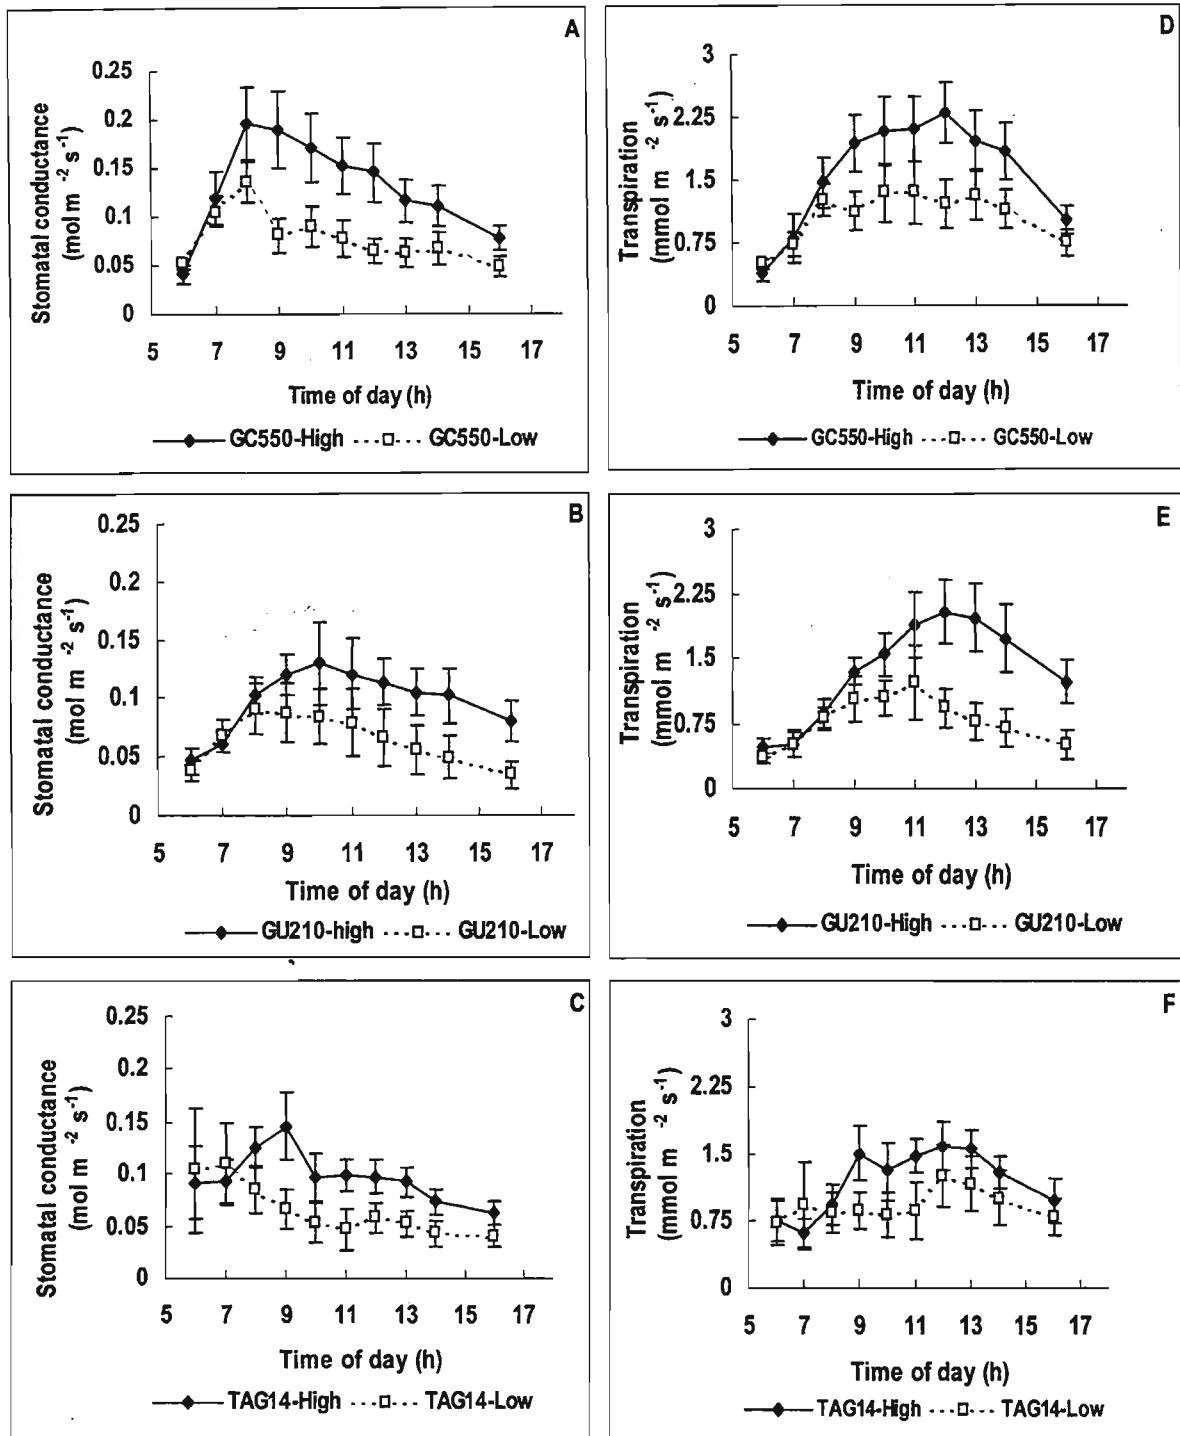 A
Stomatal conductance
(mol m -2 s-1)
0.25
0.2
0.15
0.1
0.05
0
5 7 9 11 13 15 17
Time of day (h)
GC550-High GC550-Low
D
Transpiration
(mmol m -2 s-1)
3
2.25
1.5
0.75
0
5 7 9 11 13 15 17
Time of day (h)
GC550-High GC550-Low
B
Stomatal conductance
(mol m -2 s-1)
0.25
0.2
0.15
0.1
0.05
0
5 7 9 11 13 15 17
Time of day (h)
GU210-high GU210-Low
E
Transpiration
(mmol m -2 s-1)
3
2.25
1.5
0.75
0
5 7 9 11 13 15 17
Time of day (h)
GU210-High GU210-Low
C
Stomatal conductance
(mol m -2 s-1)
0.25
0.2
0.15
0.1
0.05
0
5 7 9 11 13 15 17
Time of day (h)
TAG14-High TAG14-Low
F
Transpiration
(mmol m -2 s-1)
3
2.25
1.5
0.75
0
5 7 9 11 13 15 17
Time of day (h)
TAG14-High TAG14-Low